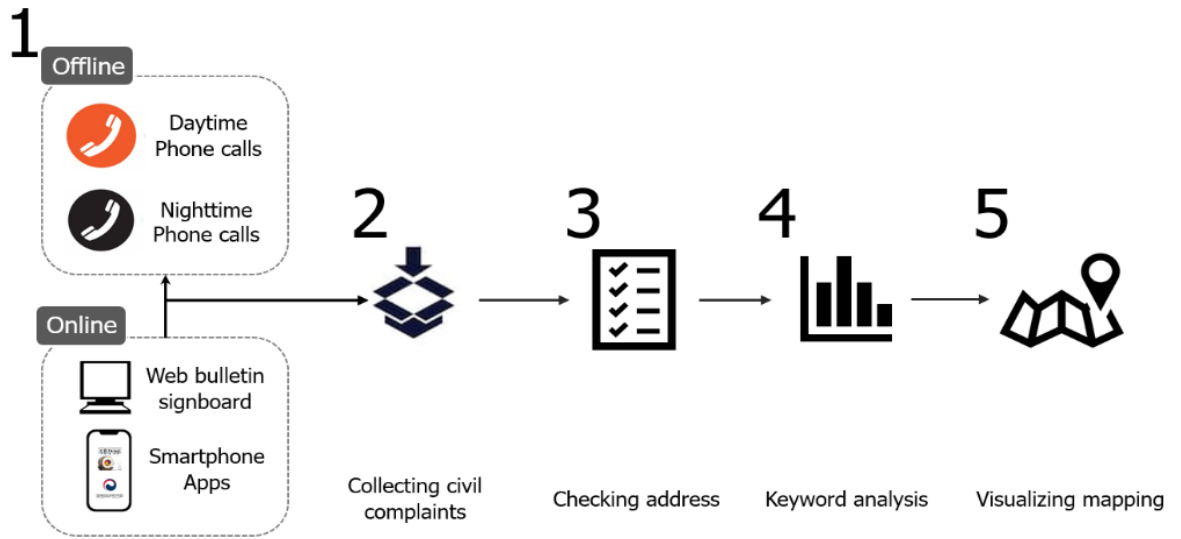 1
Offline
Daytime
Phone calls
Nighttime
Phone calls
Online
Web bulletin
signboard
Smartphone
Apps
2
Collecting civil
complaints
3
Checking address
4
Keyword analysis
5
Visualizing mapping